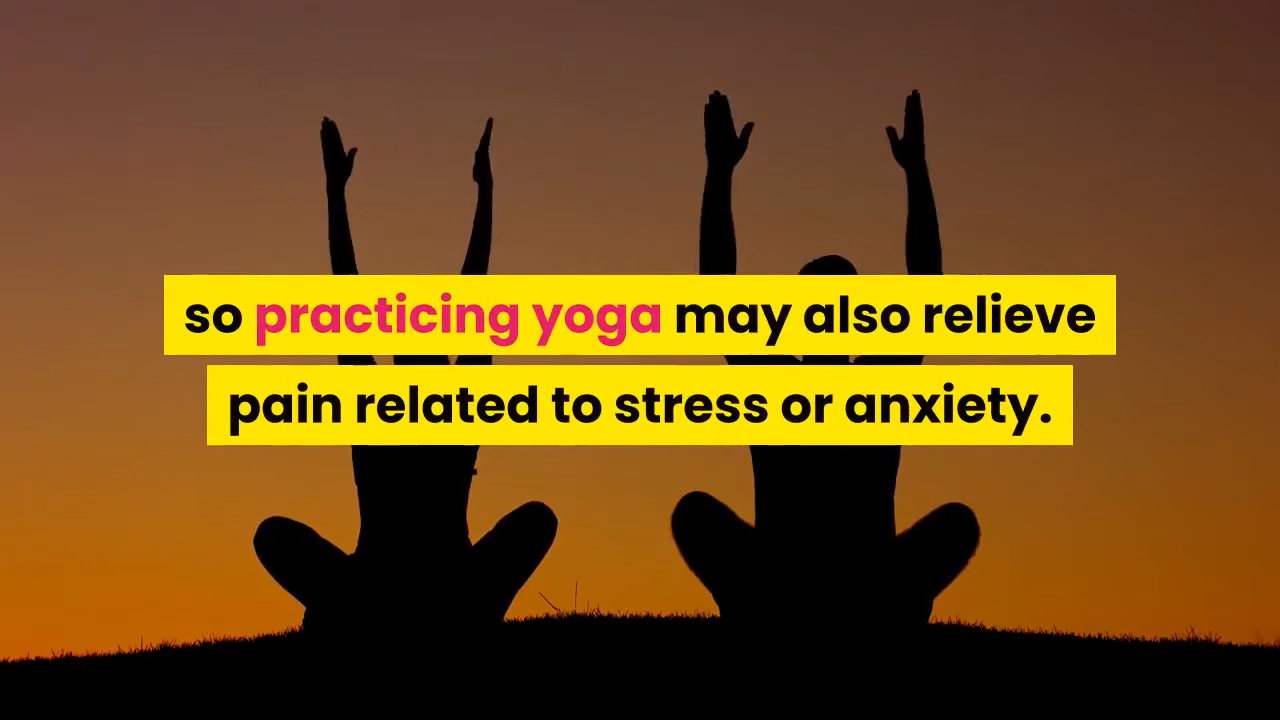 so practicing yoga may also relieve
pain related to stress or anxiety.